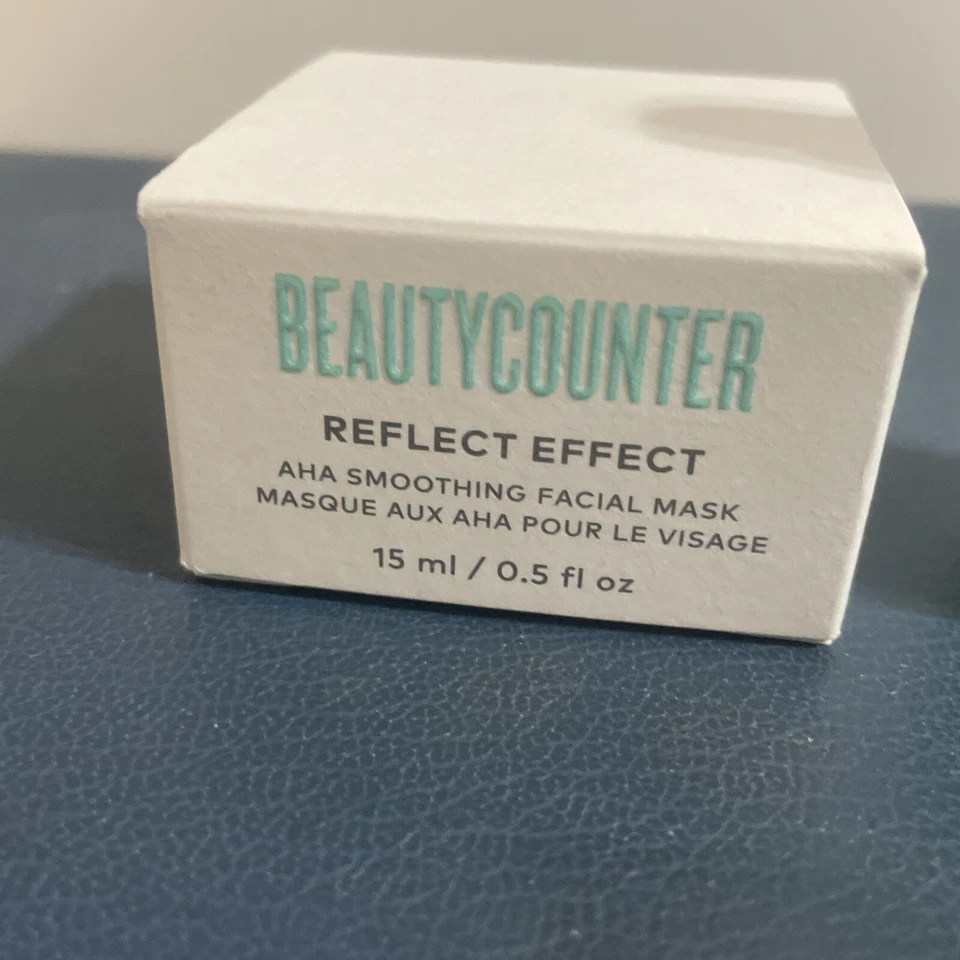 BEAUTYCOUNTER
REFLECT EFFECT
AHA SMOOTHING FACIAL MASK
MASQUE AUX AHA POUR LE VISAGE
15 ml / 0.5 fl oz